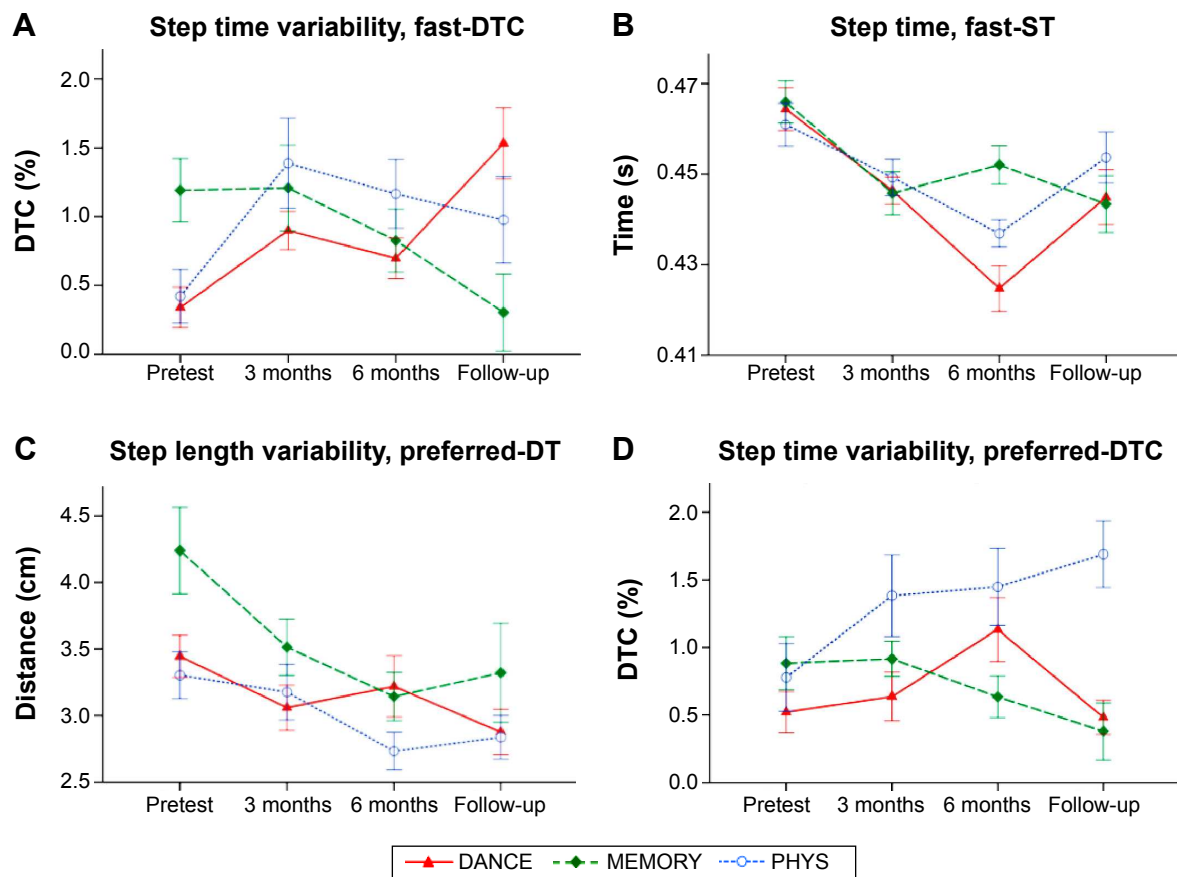 A Step time variability, fast-DTC
2.0
1.5
1.0
0.5
0.0
DTC (%)
Pretest 3 months 6 months Follow-up
B Step time, fast-ST
0.47
0.45
0.43
0.41
Time (s)
Pretest 3 months 6 months Follow-up
C Step length variability, preferred-DT
4.5
4.0
3.5
3.0
2.5
Distance (cm)
Pretest 3 months 6 months Follow-up
D Step time variability, preferred-DTC
2.0
1.5
1.0
0.5
0.0
DTC (%)
Pretest 3 months 6 months Follow-up
DANCE MEMORY PHYS